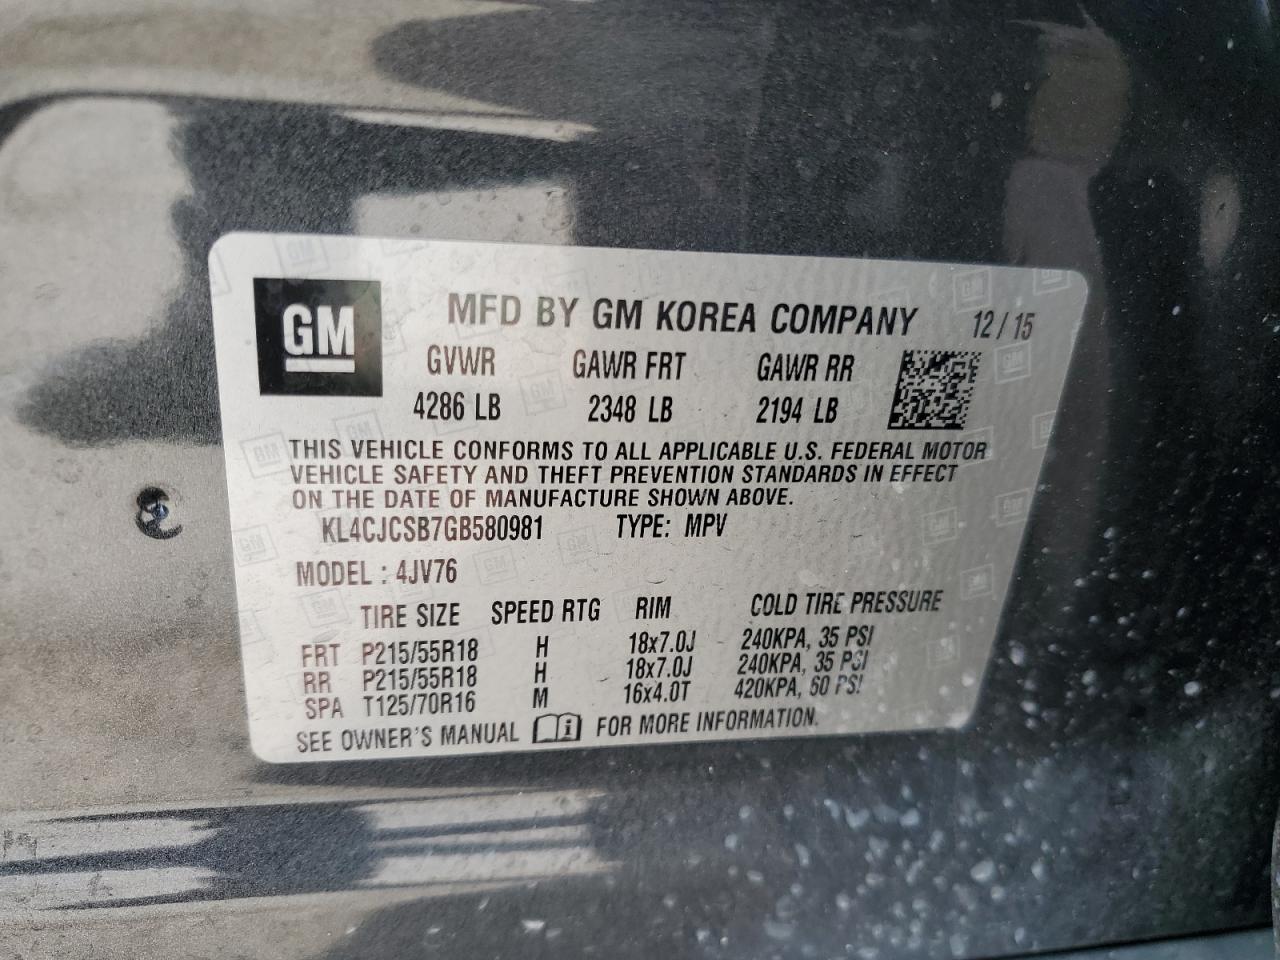 GM MFD BY GM KOREA COMPANY 12/15
GVWR GAWR FRT GAWR RR
4286 LB 2348 LB 2194 LB
THIS VEHICLE CONFORMS TO ALL APPLICABLE U.S. FEDERAL MOTOR
VEHICLE SAFETY AND THEFT PREVENTION STANDARDS IN EFFECT
ON THE DATE OF MANUFACTURE SHOWN ABOVE.
KL4CJCSB7GB580981 TYPE: MPV
MODEL : 4JV76
TIRE SIZE SPEED RTG RIM COLD TIRE PRESSURE
FRT P215/55R18 H 18x7.0J 240KPA, 35 PSI
RR P215/55R18 H 18x7.0J 240KPA, 35 PSI
SPA T125/70R16 M 16x4.0T 420KPA, 60 PSI
SEE OWNER'S MANUAL FOR MORE INFORMATION.